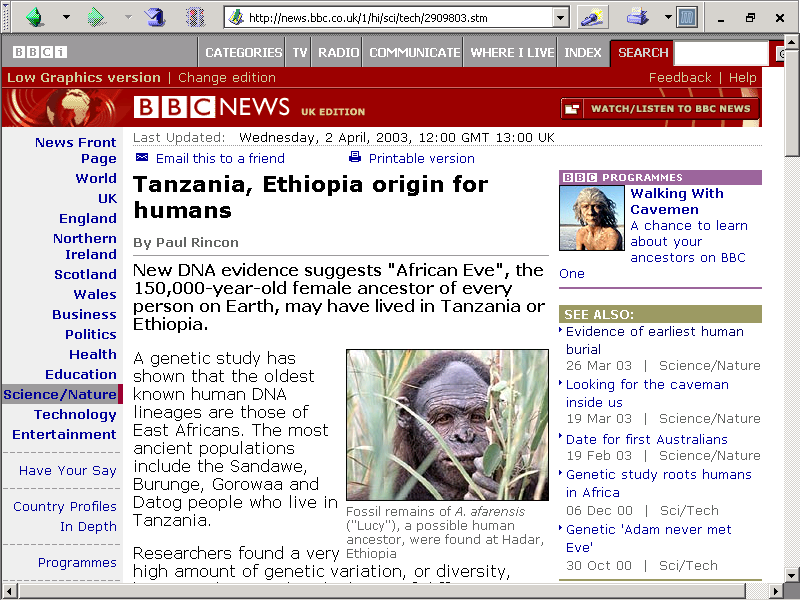 http://news.bbc.co.uk/1/hi/sci/tech/2909803.stm
BBCi
CATEGORIES TV RADIO COMMUNICATE WHERE I LIVE INDEX SEARCH
Low Graphics version | Change edition
Feedback | Help
BBC NEWS UK EDITION
WATCH/LISTEN TO BBC NEWS
News Front
Page
World
UK
England
Northern
Ireland
Scotland
Wales
Business
Politics
Health
Education
Science/Nature
Technology
Entertainment
Have Your Say
Country Profiles
In Depth
Programmes
Last Updated: Wednesday, 2 April, 2003, 12:00 GMT 13:00 UK
Email this to a friend
Printable version
Tanzania, Ethiopia origin for
humans
By Paul Rincon
New DNA evidence suggests "African Eve", the
150,000-year-old female ancestor of every
person on Earth, may have lived in Tanzania or
Ethiopia.
A genetic study has
shown that the oldest
known human DNA
lineages are those of
East Africans. The most
ancient populations
include the Sandawe,
Burunge, Gorowaa and
Datog people who live in
Tanzania.
Fossil remains of A. afarensis
("Lucy"), a possible human
ancestor, were found at Hadar,
Ethiopia
Researchers found a very
high amount of genetic variation, or diversity,
BBC PROGRAMMES
Walking With
Cavemen
A chance to learn
about your
ancestors on BBC
One
SEE ALSO:
Evidence of earliest human
burial
26 Mar 03 | Science/Nature
Looking for the caveman
inside us
19 Mar 03 | Science/Nature
Date for first Australians
19 Feb 03 | Science/Nature
Genetic study roots humans
in Africa
06 Dec 00 | Sci/Tech
Genetic 'Adam never met
Eve'
30 Oct 00 | Sci/Tech